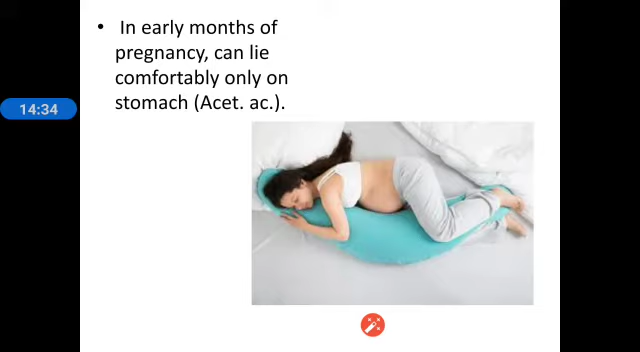 • In early months of
pregnancy, can lie
comfortably only on
stomach (Acet. ac.).
14:34